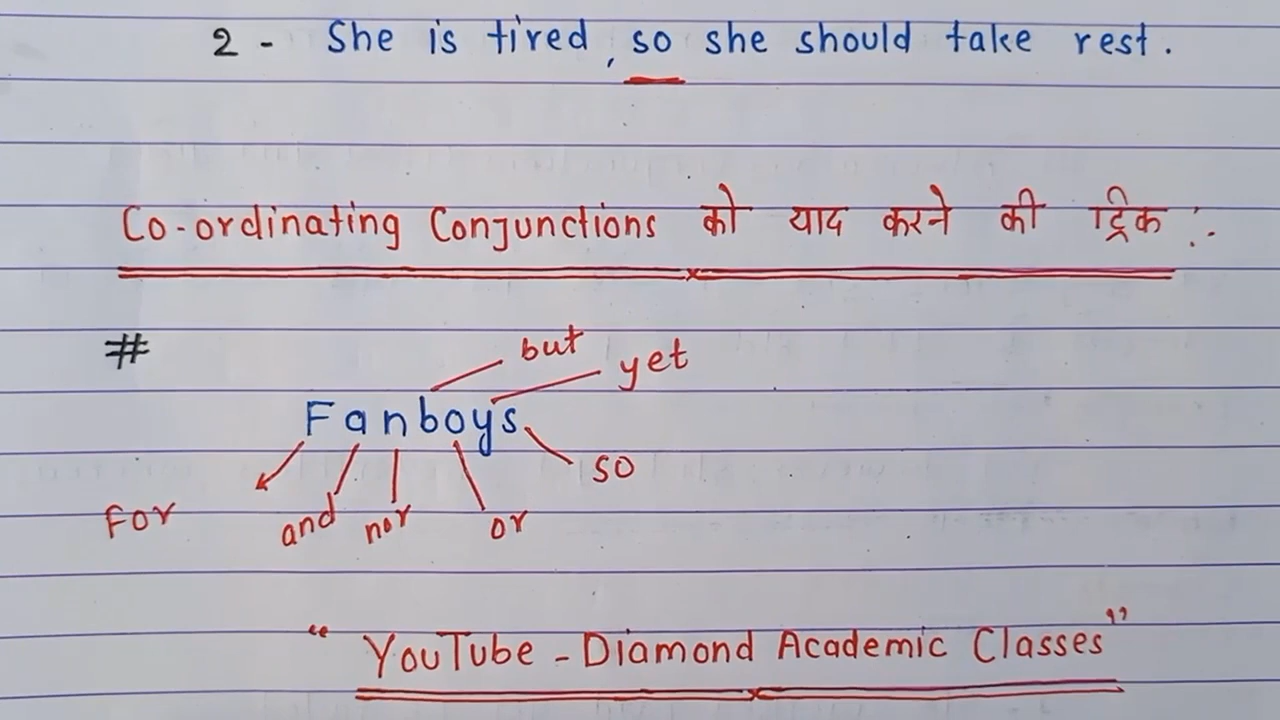 2 - She is tired, so she should take rest.
Co-ordinating Conjunctions को याद करने की ट्रिक :-
#
but
yet
Fanboys
so
For and nor or
"YouTube - Diamond Academic Classes"